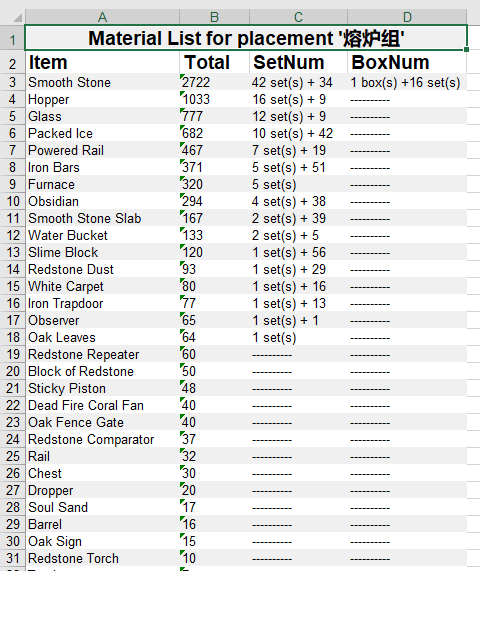 A B C D
1 Material List for placement '熔炉组'
2 Item Total SetNum BoxNum
3 Smooth Stone 2722 42 set(s) + 34 1 box(s) +16 set(s)
4 Hopper 1033 16 set(s) + 9 ----------
5 Glass 777 12 set(s) + 9 ----------
6 Packed Ice 682 10 set(s) + 42 ----------
7 Powered Rail 467 7 set(s) + 19 ----------
8 Iron Bars 371 5 set(s) + 51 ----------
9 Furnace 320 5 set(s) ----------
10 Obsidian 294 4 set(s) + 38 ----------
11 Smooth Stone Slab 167 2 set(s) + 39 ----------
12 Water Bucket 133 2 set(s) + 5 ----------
13 Slime Block 120 1 set(s) + 56 ----------
14 Redstone Dust 93 1 set(s) + 29 ----------
15 White Carpet 80 1 set(s) + 16 ----------
16 Iron Trapdoor 77 1 set(s) + 13 ----------
17 Observer 65 1 set(s) + 1 ----------
18 Oak Leaves 64 1 set(s) ----------
19 Redstone Repeater 60 ---------- ----------
20 Block of Redstone 50 ---------- ----------
21 Sticky Piston 48 ---------- ----------
22 Dead Fire Coral Fan 40 ---------- ----------
23 Oak Fence Gate 40 ---------- ----------
24 Redstone Comparator 37 ---------- ----------
25 Rail 32 ---------- ----------
26 Chest 30 ---------- ----------
27 Dropper 20 ---------- ----------
28 Soul Sand 17 ---------- ----------
29 Barrel 16 ---------- ----------
30 Oak Sign 15 ---------- ----------
31 Redstone Torch 10 ---------- ----------